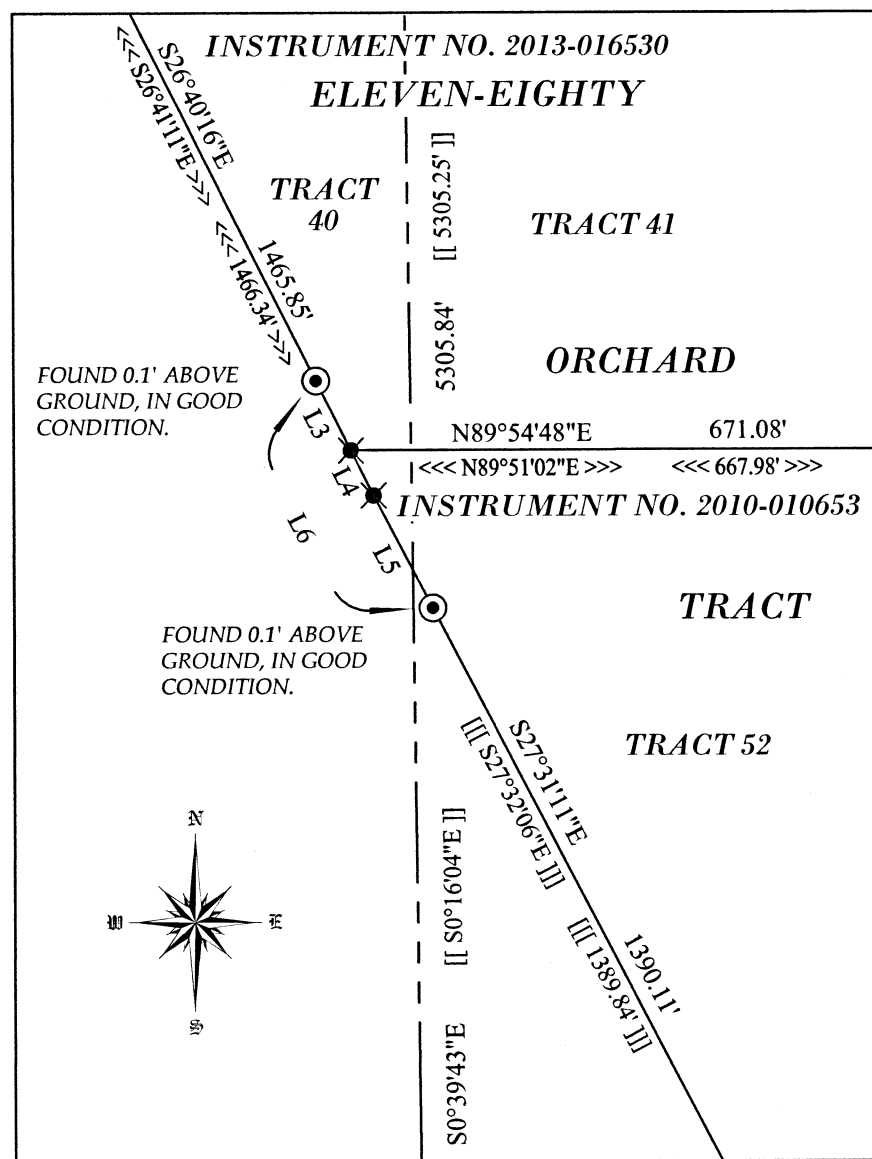 INSTRUMENT NO. 2013-016530
ELEVEN-EIGHTY
S26°40'16"E
<<< S26°41'11"E >>>
TRACT
40
[[ 5305.25' ]]
TRACT 41
1465.85'
<<< 1466.34' >>>
5305.84'
ORCHARD
FOUND 0.1' ABOVE
GROUND, IN GOOD
CONDITION.
L3
N89°54'48"E 671.08'
<<< N89°51'02"E >>> <<< 667.98' >>>
L4
INSTRUMENT NO. 2010-010653
L6
L5
TRACT
FOUND 0.1' ABOVE
GROUND, IN GOOD
CONDITION.
S27°31'11"E
[[[ S27°32'06"E ]]]
TRACT 52
[[ S0°16'04"E ]]
N
W
E
S
1390.11'
[[[ 1389.84' ]]]
S0°39'43"E